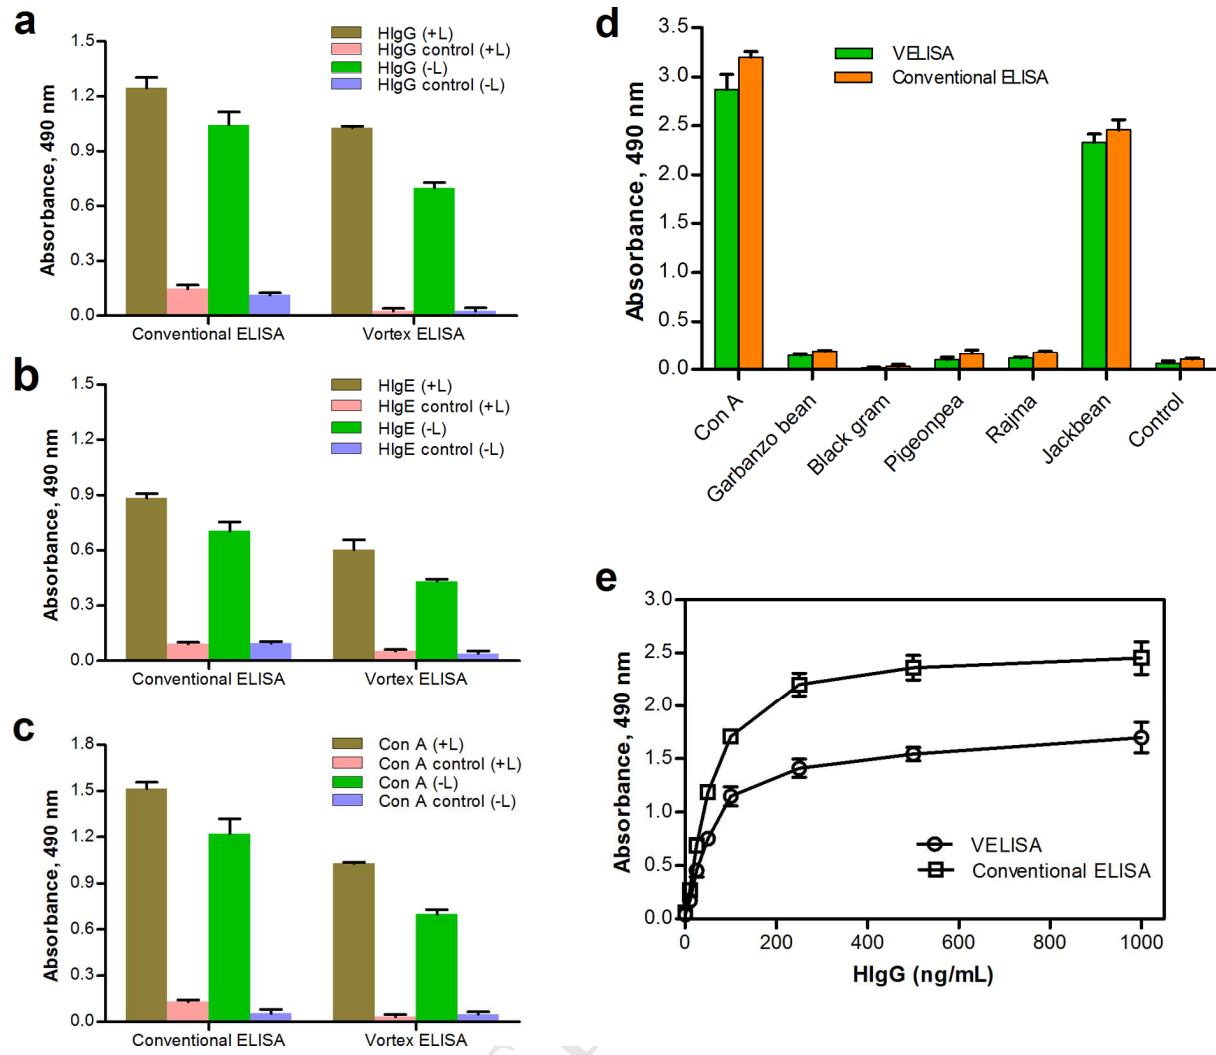 a
HIgG (+L)
HIgG control (+L)
HIgG (-L)
HIgG control (-L)
Absorbance, 490 nm
1.5
1.2
0.9
0.6
0.3
0.0
Conventional ELISA
Vortex ELISA
b
HIgE (+L)
HIgE control (+L)
HIgE (-L)
HIgE control (-L)
Absorbance, 490 nm
1.5
1.2
0.9
0.6
0.3
0.0
Conventional ELISA
Vortex ELISA
c
Con A (+L)
Con A control (+L)
Con A (-L)
Con A control (-L)
Absorbance, 490 nm
1.8
1.5
1.2
0.9
0.6
0.3
0.0
Conventional ELISA
Vortex ELISA
d
VELISA
Conventional ELISA
Absorbance, 490 nm
3.5
3.0
2.5
2.0
1.5
1.0
0.5
0.0
Con A
Garbanzo bean
Black gram
Pigeonpea
Rajma
Jackbean
Control
e
Absorbance, 490 nm
3.0
2.5
2.0
1.5
1.0
0.5
0.0
VELISA
Conventional ELISA
0
200
400
600
800
1000
HIgG (ng/mL)